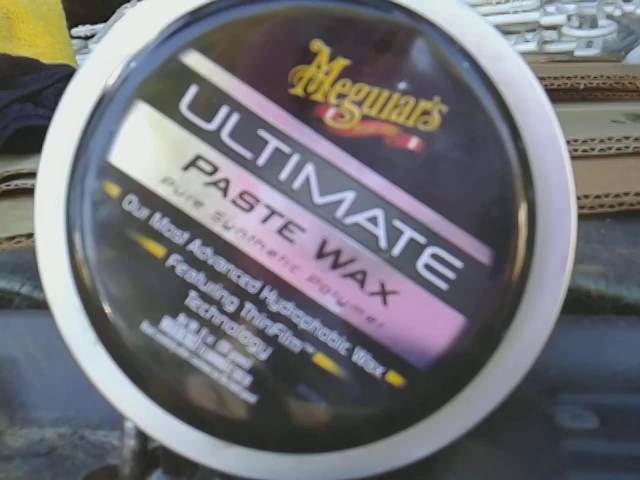 Meguiar's
ULTIMATE
PASTE WAX
Pure Synthetic Polymer
Our Most Advanced Hydrophobic Wax
Featuring ThinFilm™
Technology